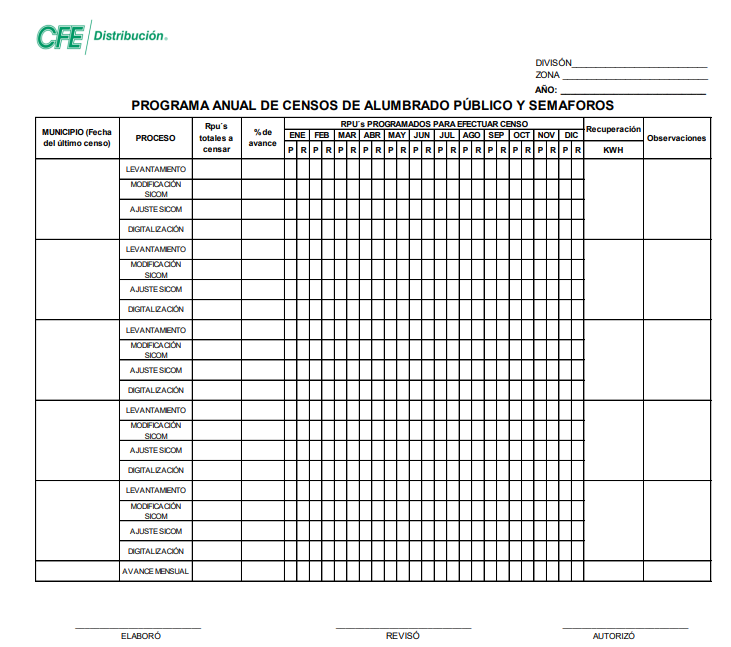 CFE Distribución®
DIVISIÓN___________________________
ZONA ______________________________
AÑO: ______________________________
PROGRAMA ANUAL DE CENSOS DE ALUMBRADO PÚBLICO Y SEMAFOROS
MUNICIPIO (Fecha del último censo) PROCESO Rpu´s totales a censar % de avance RPU´s PROGRAMADOS PARA EFECTUAR CENSO Recuperación Observaciones
ENE FEB MAR ABR MAY JUN JUL AGO SEP OCT NOV DIC
P R P R P R P R P R P R P R P R P R P R P R P R KWH
LEVANTAMIENTO
MODIFICACIÓN
SICOM
AJUSTE SICOM
DIGITALIZACIÓN
LEVANTAMIENTO
MODIFICACIÓN
SICOM
AJUSTE SICOM
DIGITALIZACIÓN
LEVANTAMIENTO
MODIFICACIÓN
SICOM
AJUSTE SICOM
DIGITALIZACIÓN
LEVANTAMIENTO
MODIFICACIÓN
SICOM
AJUSTE SICOM
DIGITALIZACIÓN
LEVANTAMIENTO
MODIFICACIÓN
SICOM
AJUSTE SICOM
DIGITALIZACIÓN
AVANCE MENSUAL
ELABORÓ REVISÓ AUTORIZÓ